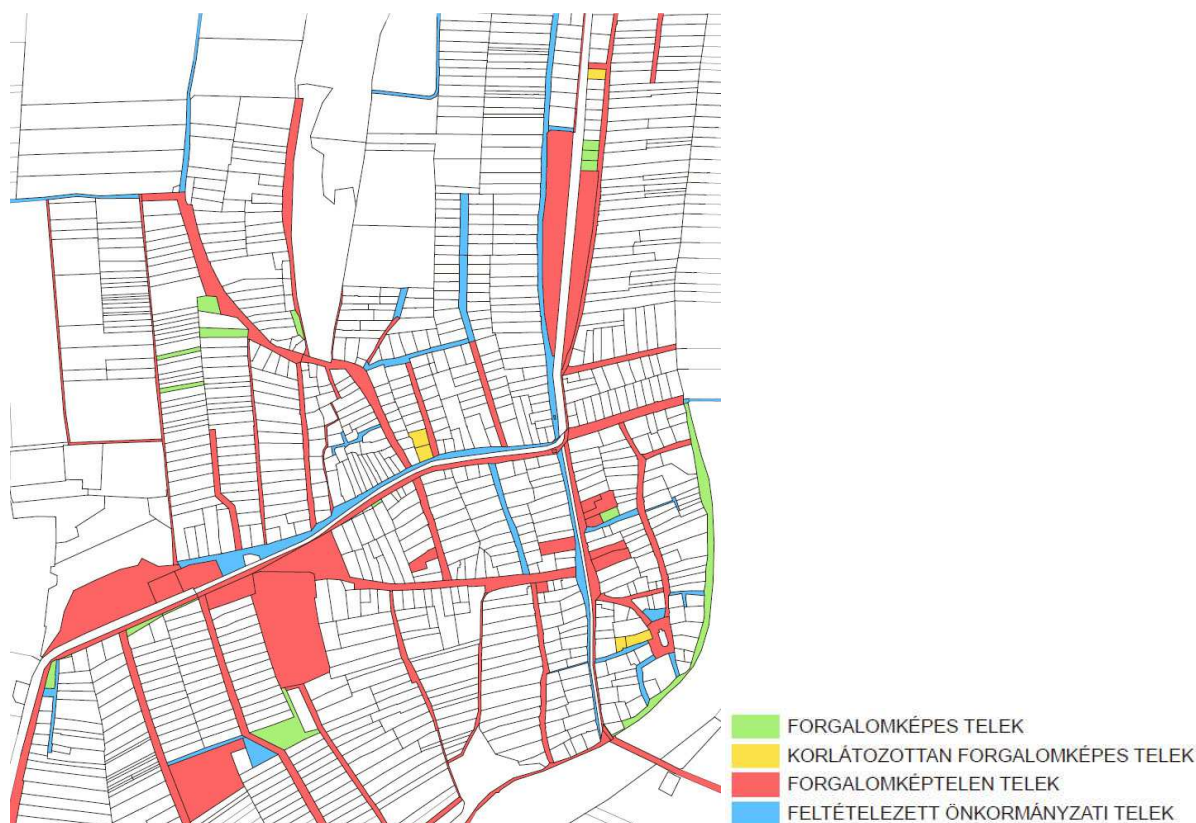 FORGALOMKÉPES TELEK
KORLÁTOZOTTAN FORGALOMKÉPES TELEK
FORGALOMKÉPTELEN TELEK
FELTÉTELEZETT ÖNKORMÁNYZATI TELEK